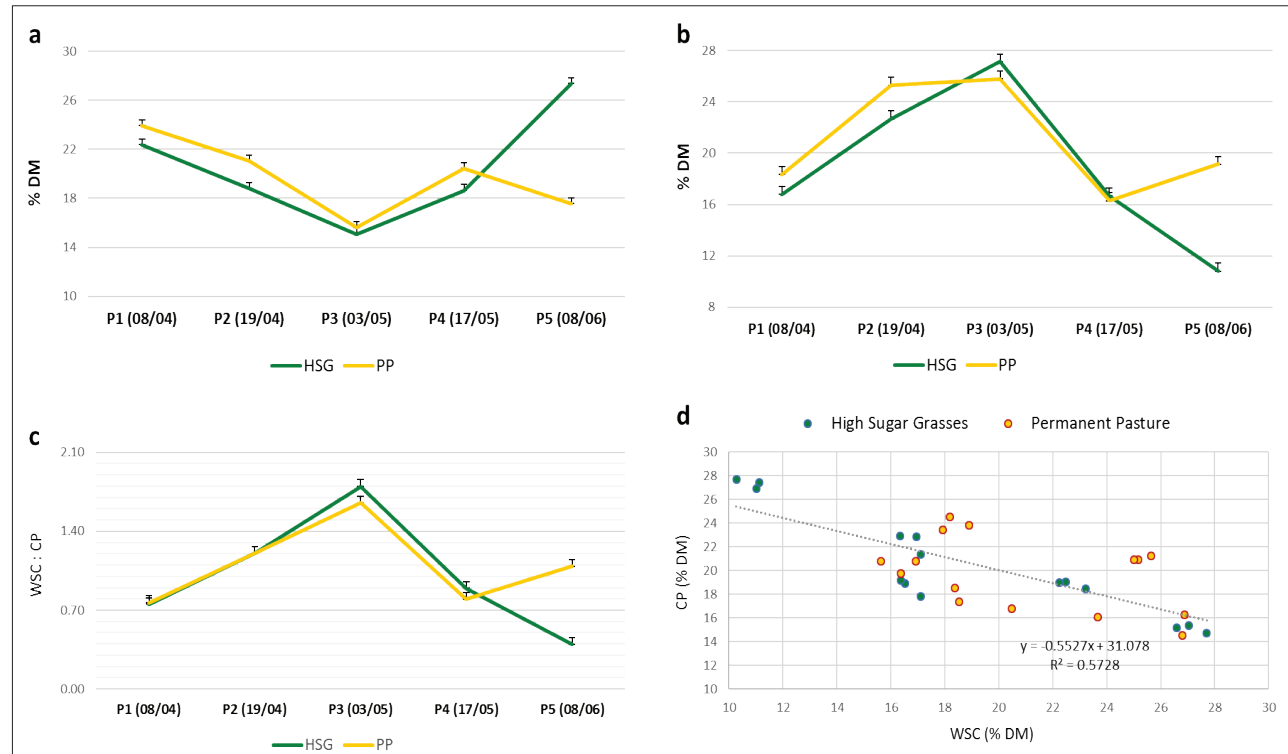 a
30
26
22
18
14
10
% DM
P1 (08/04) P2 (19/04) P3 (03/05) P4 (17/05) P5 (08/06)
HSG PP
b
28
24
20
16
12
8
% DM
P1 (08/04) P2 (19/04) P3 (03/05) P4 (17/05) P5 (08/06)
HSG PP
c
2.10
1.40
0.70
0.00
WSC : CP
P1 (08/04) P2 (19/04) P3 (03/05) P4 (17/05) P5 (08/06)
HSG PP
d
High Sugar Grasses Permanent Pasture
30
28
26
24
22
20
18
16
14
12
10
CP (% DM)
y = -0.5527x + 31.078
R² = 0.5728
10 12 14 16 18 20 22 24 26 28 30
WSC (% DM)